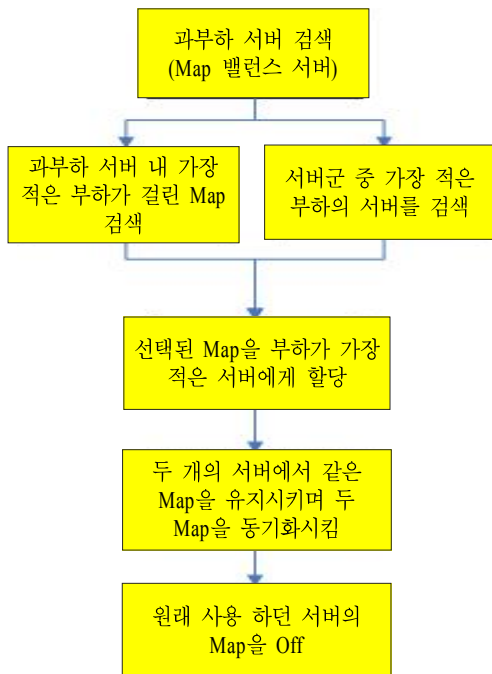 과부하 서버 검색
(Map 밸런스 서버)
과부하 서버 내 가장
적은 부하가 걸린 Map
검색
서버군 중 가장 적은
부하의 서버를 검색
선택된 Map을 부하가 가장
적은 서버에게 할당
두 개의 서버에서 같은
Map을 유지시키며 두
Map을 동기화시킴
원래 사용 하던 서버의
Map을 Off